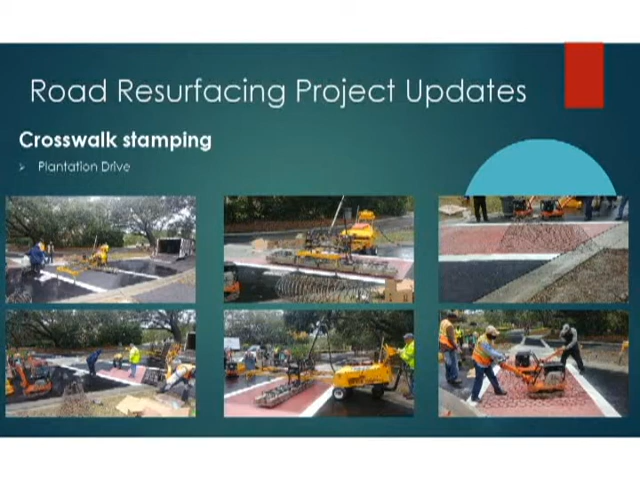 Road Resurfacing Project Updates
Crosswalk stamping
Plantation Drive